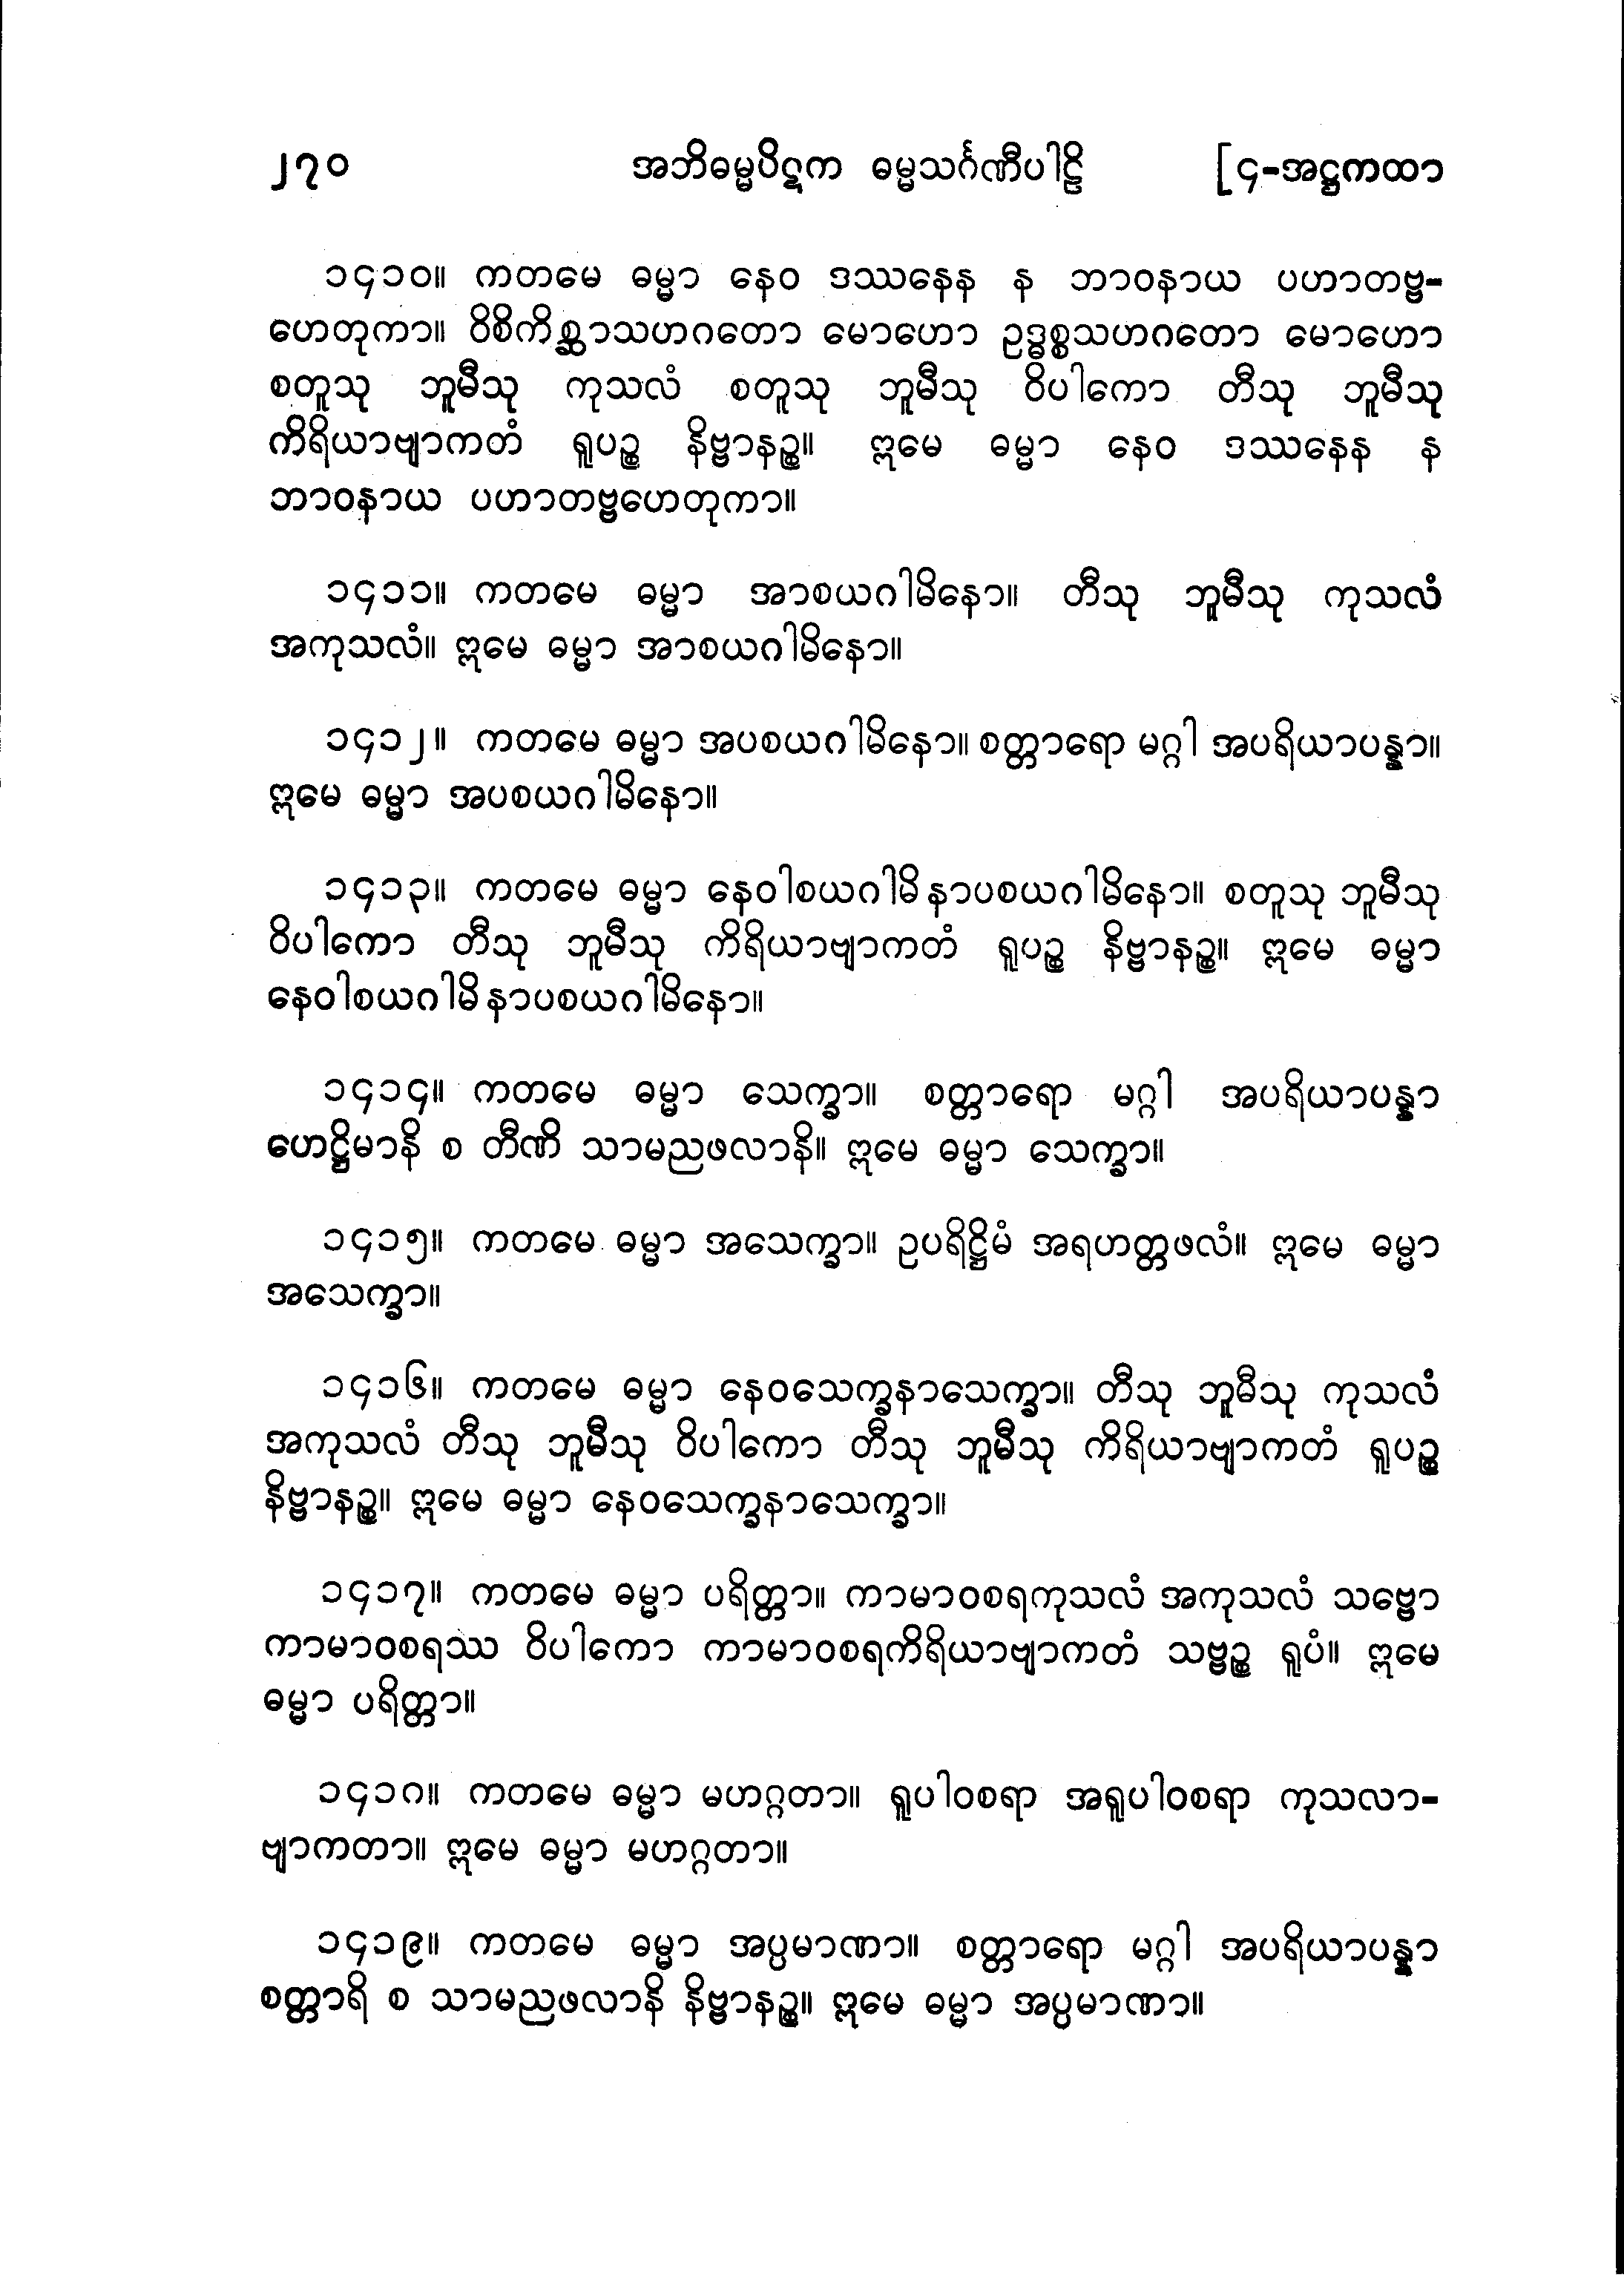 ၂၇၀ အဘိဓမ္မပိဋက ဓမ္မသင်္ဂဏီပါဠိ [၄-အဋ္ဌကထာ
၁၄၁၀။ ကတမေ ဓမ္မာ နေဝ ဒဿနေန န ဘာဝနာယ ပဟာတဗ္ဗ-
ဟေတုကာ။ ဝိစိကိစ္ဆာသဟဂတော မောဟော ဥဒ္ဓစ္စသဟဂတော မောဟော
စတူသု ဘူမီသု ကုသလံ စတူသု ဘူမီသု ဝိပါကော တီသု ဘူမီသု
ကိရိယာဗျာကတံ ရူပဉ္စ နိဗ္ဗာနဉ္စ။ ဣမေ ဓမ္မာ နေဝ ဒဿနေန န
ဘာဝနာယ ပဟာတဗ္ဗဟေတုကာ။
၁၄၁၁။ ကတမေ ဓမ္မာ အာစယဂါမိနော။ တီသု ဘူမီသု ကုသလံ
အကုသလံ။ ဣမေ ဓမ္မာ အာစယဂါမိနော။
၁၄၁၂။ ကတမေ ဓမ္မာ အပစယဂါမိနော။ စတ္တာရော မဂ္ဂါ အပရိယာပန္နာ။
ဣမေ ဓမ္မာ အပစယဂါမိနော။
၁၄၁၃။ ကတမေ ဓမ္မာ နေဝါစယဂါမိ နာပစယဂါမိနော။ စတူသု ဘူမီသု
ဝိပါကော တီသု ဘူမီသု ကိရိယာဗျာကတံ ရူပဉ္စ နိဗ္ဗာနဉ္စ။ ဣမေ ဓမ္မာ
နေဝါစယဂါမိ နာပစယဂါမိနော။
၁၄၁၄။ ကတမေ ဓမ္မာ သေက္ခာ။ စတ္တာရော မဂ္ဂါ အပရိယာပန္နာ
ဟေဋ္ဌိမာနိ စ တီဏိ သာမညဖလာနိ။ ဣမေ ဓမ္မာ သေက္ခာ။
၁၄၁၅။ ကတမေ ဓမ္မာ အသေက္ခာ။ ဥပရိဋ္ဌိမံ အရဟတ္တဖလံ။ ဣမေ ဓမ္မာ
အသေက္ခာ။
၁၄၁၆။ ကတမေ ဓမ္မာ နေဝသေက္ခနာသေက္ခာ။ တီသု ဘူမီသု ကုသလံ
အကုသလံ တီသု ဘူမီသု ဝိပါကော တီသု ဘူမီသု ကိရိယာဗျာကတံ ရူပဉ္စ
နိဗ္ဗာနဉ္စ။ ဣမေ ဓမ္မာ နေဝသေက္ခနာသေက္ခာ။
၁၄၁၇။ ကတမေ ဓမ္မာ ပရိတ္တာ။ ကာမာဝစရကုသလံ အကုသလံ သဗ္ဗော
ကာမာဝစရဿ ဝိပါကော ကာမာဝစရကိရိယာဗျာကတံ သဗ္ဗဉ္စ ရူပံ။ ဣမေ
ဓမ္မာ ပရိတ္တာ။
၁၄၁၈။ ကတမေ ဓမ္မာ မဟဂ္ဂတာ။ ရူပါဝစရာ အရူပါဝစရာ ကုသလာ-
ဗျာကတာ။ ဣမေ ဓမ္မာ မဟဂ္ဂတာ။
၁၄၁၉။ ကတမေ ဓမ္မာ အပ္ပမာဏာ။ စတ္တာရော မဂ္ဂါ အပရိယာပန္နာ
စတ္တာရိ စ သာမညဖလာနိ နိဗ္ဗာနဉ္စ။ ဣမေ ဓမ္မာ အပ္ပမာဏာ။